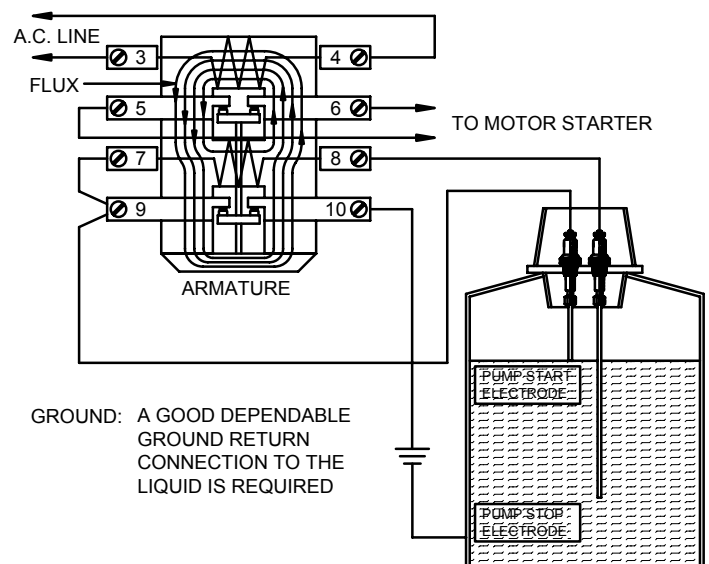 A.C. LINE
3
4
FLUX
5
6
TO MOTOR STARTER
7
8
9
10
ARMATURE
PUMP START
ELECTRODE
GROUND: A GOOD DEPENDABLE
GROUND RETURN
CONNECTION TO THE
LIQUID IS REQUIRED
PUMP STOP
ELECTRODE